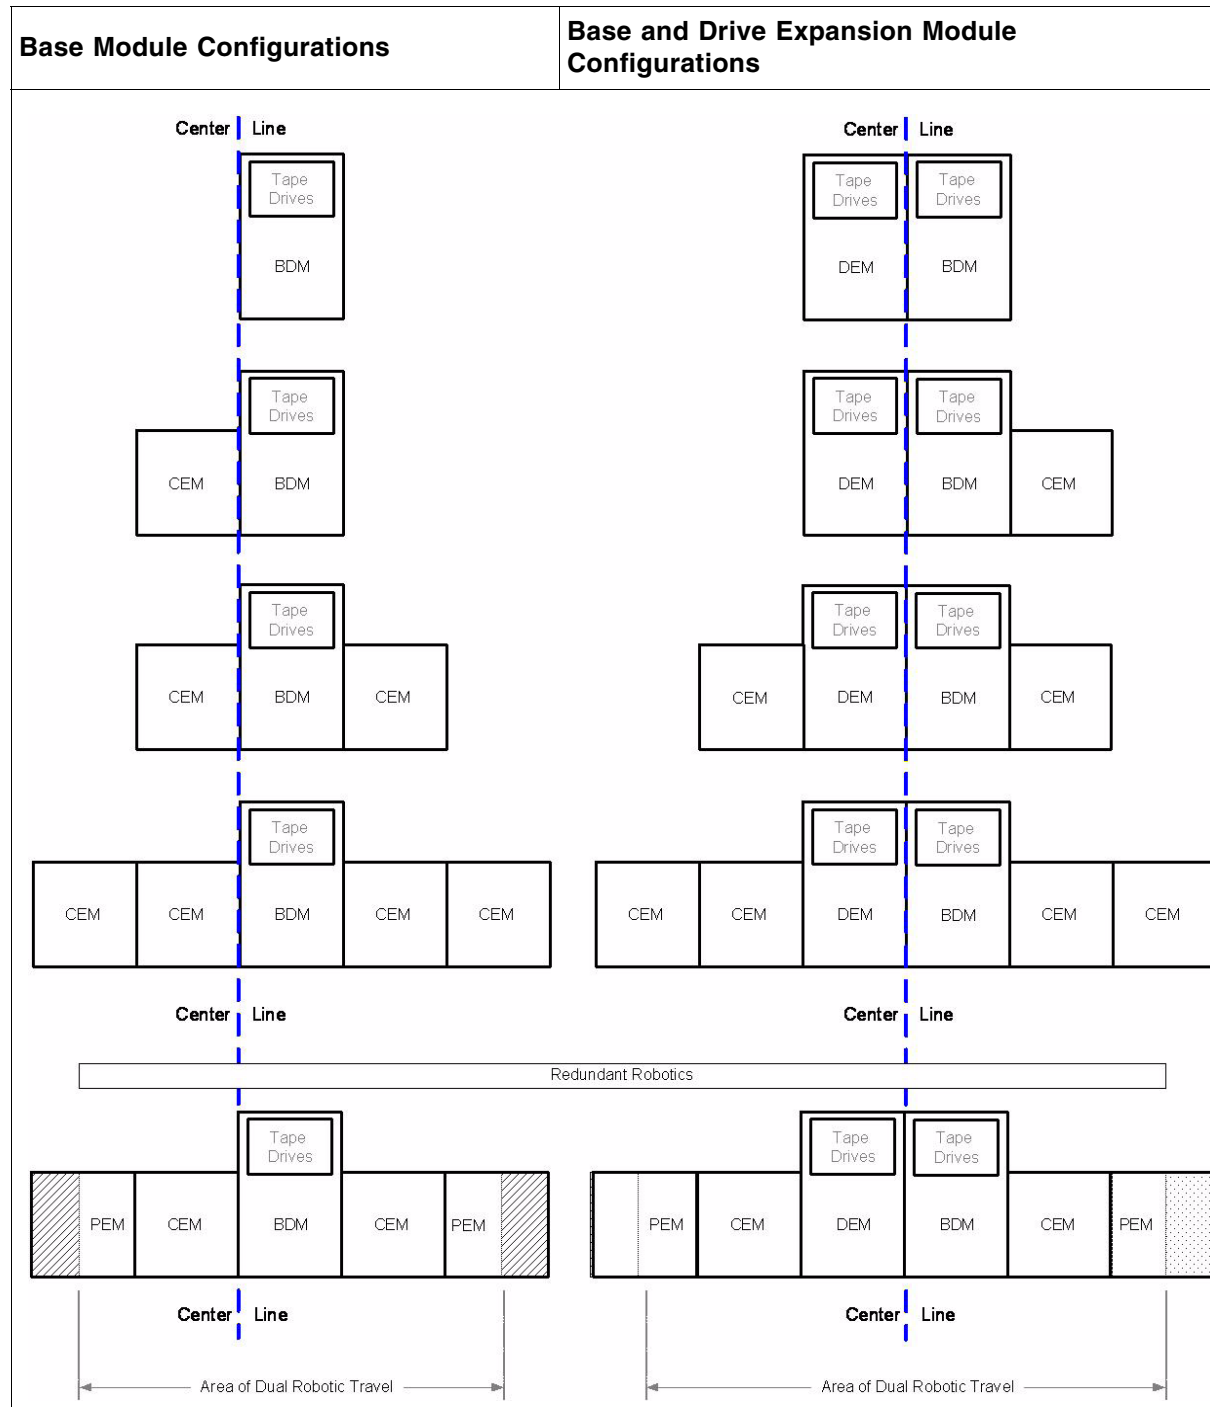 Base Module Configurations
Base and Drive Expansion Module
Configurations
Center Line
Center Line
Tape
Drives
BDM
Tape
Drives
DEM
Tape
Drives
BDM
Tape
Drives
CEM
BDM
Tape
Drives
DEM
Tape
Drives
BDM
CEM
Tape
Drives
CEM
BDM
CEM
Tape
Drives
Tape
Drives
CEM
DEM
BDM
CEM
Tape
Drives
CEM
CEM
BDM
CEM
CEM
Tape
Drives
Tape
Drives
CEM
CEM
DEM
BDM
CEM
CEM
Center Line
Center Line
Redundant Robotics
Tape
Drives
PEM
CEM
BDM
CEM
PEM
Tape
Drives
Tape
Drives
PEM
CEM
DEM
BDM
CEM
PEM
Center Line
Center Line
Area of Dual Robotic Travel
Area of Dual Robotic Travel